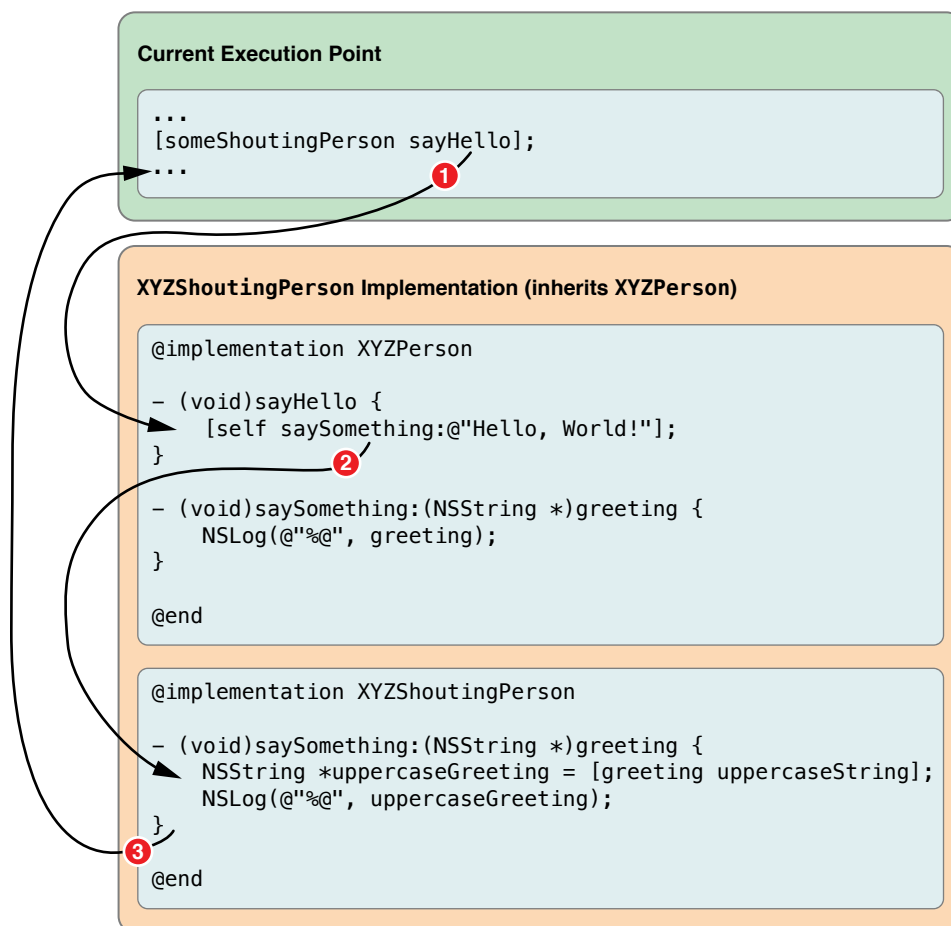 Current Execution Point
...
[someShoutingPerson sayHello];
...
1
XYZShoutingPerson Implementation (inherits XYZPerson)
@implementation XYZPerson
– (void)sayHello {
[self saySomething:@"Hello, World!"];
}
2
– (void)saySomething:(NSString *)greeting {
NSLog(@"%@", greeting);
}
@end
@implementation XYZShoutingPerson
– (void)saySomething:(NSString *)greeting {
NSString *uppercaseGreeting = [greeting uppercaseString];
NSLog(@"%@", uppercaseGreeting);
}
3
@end